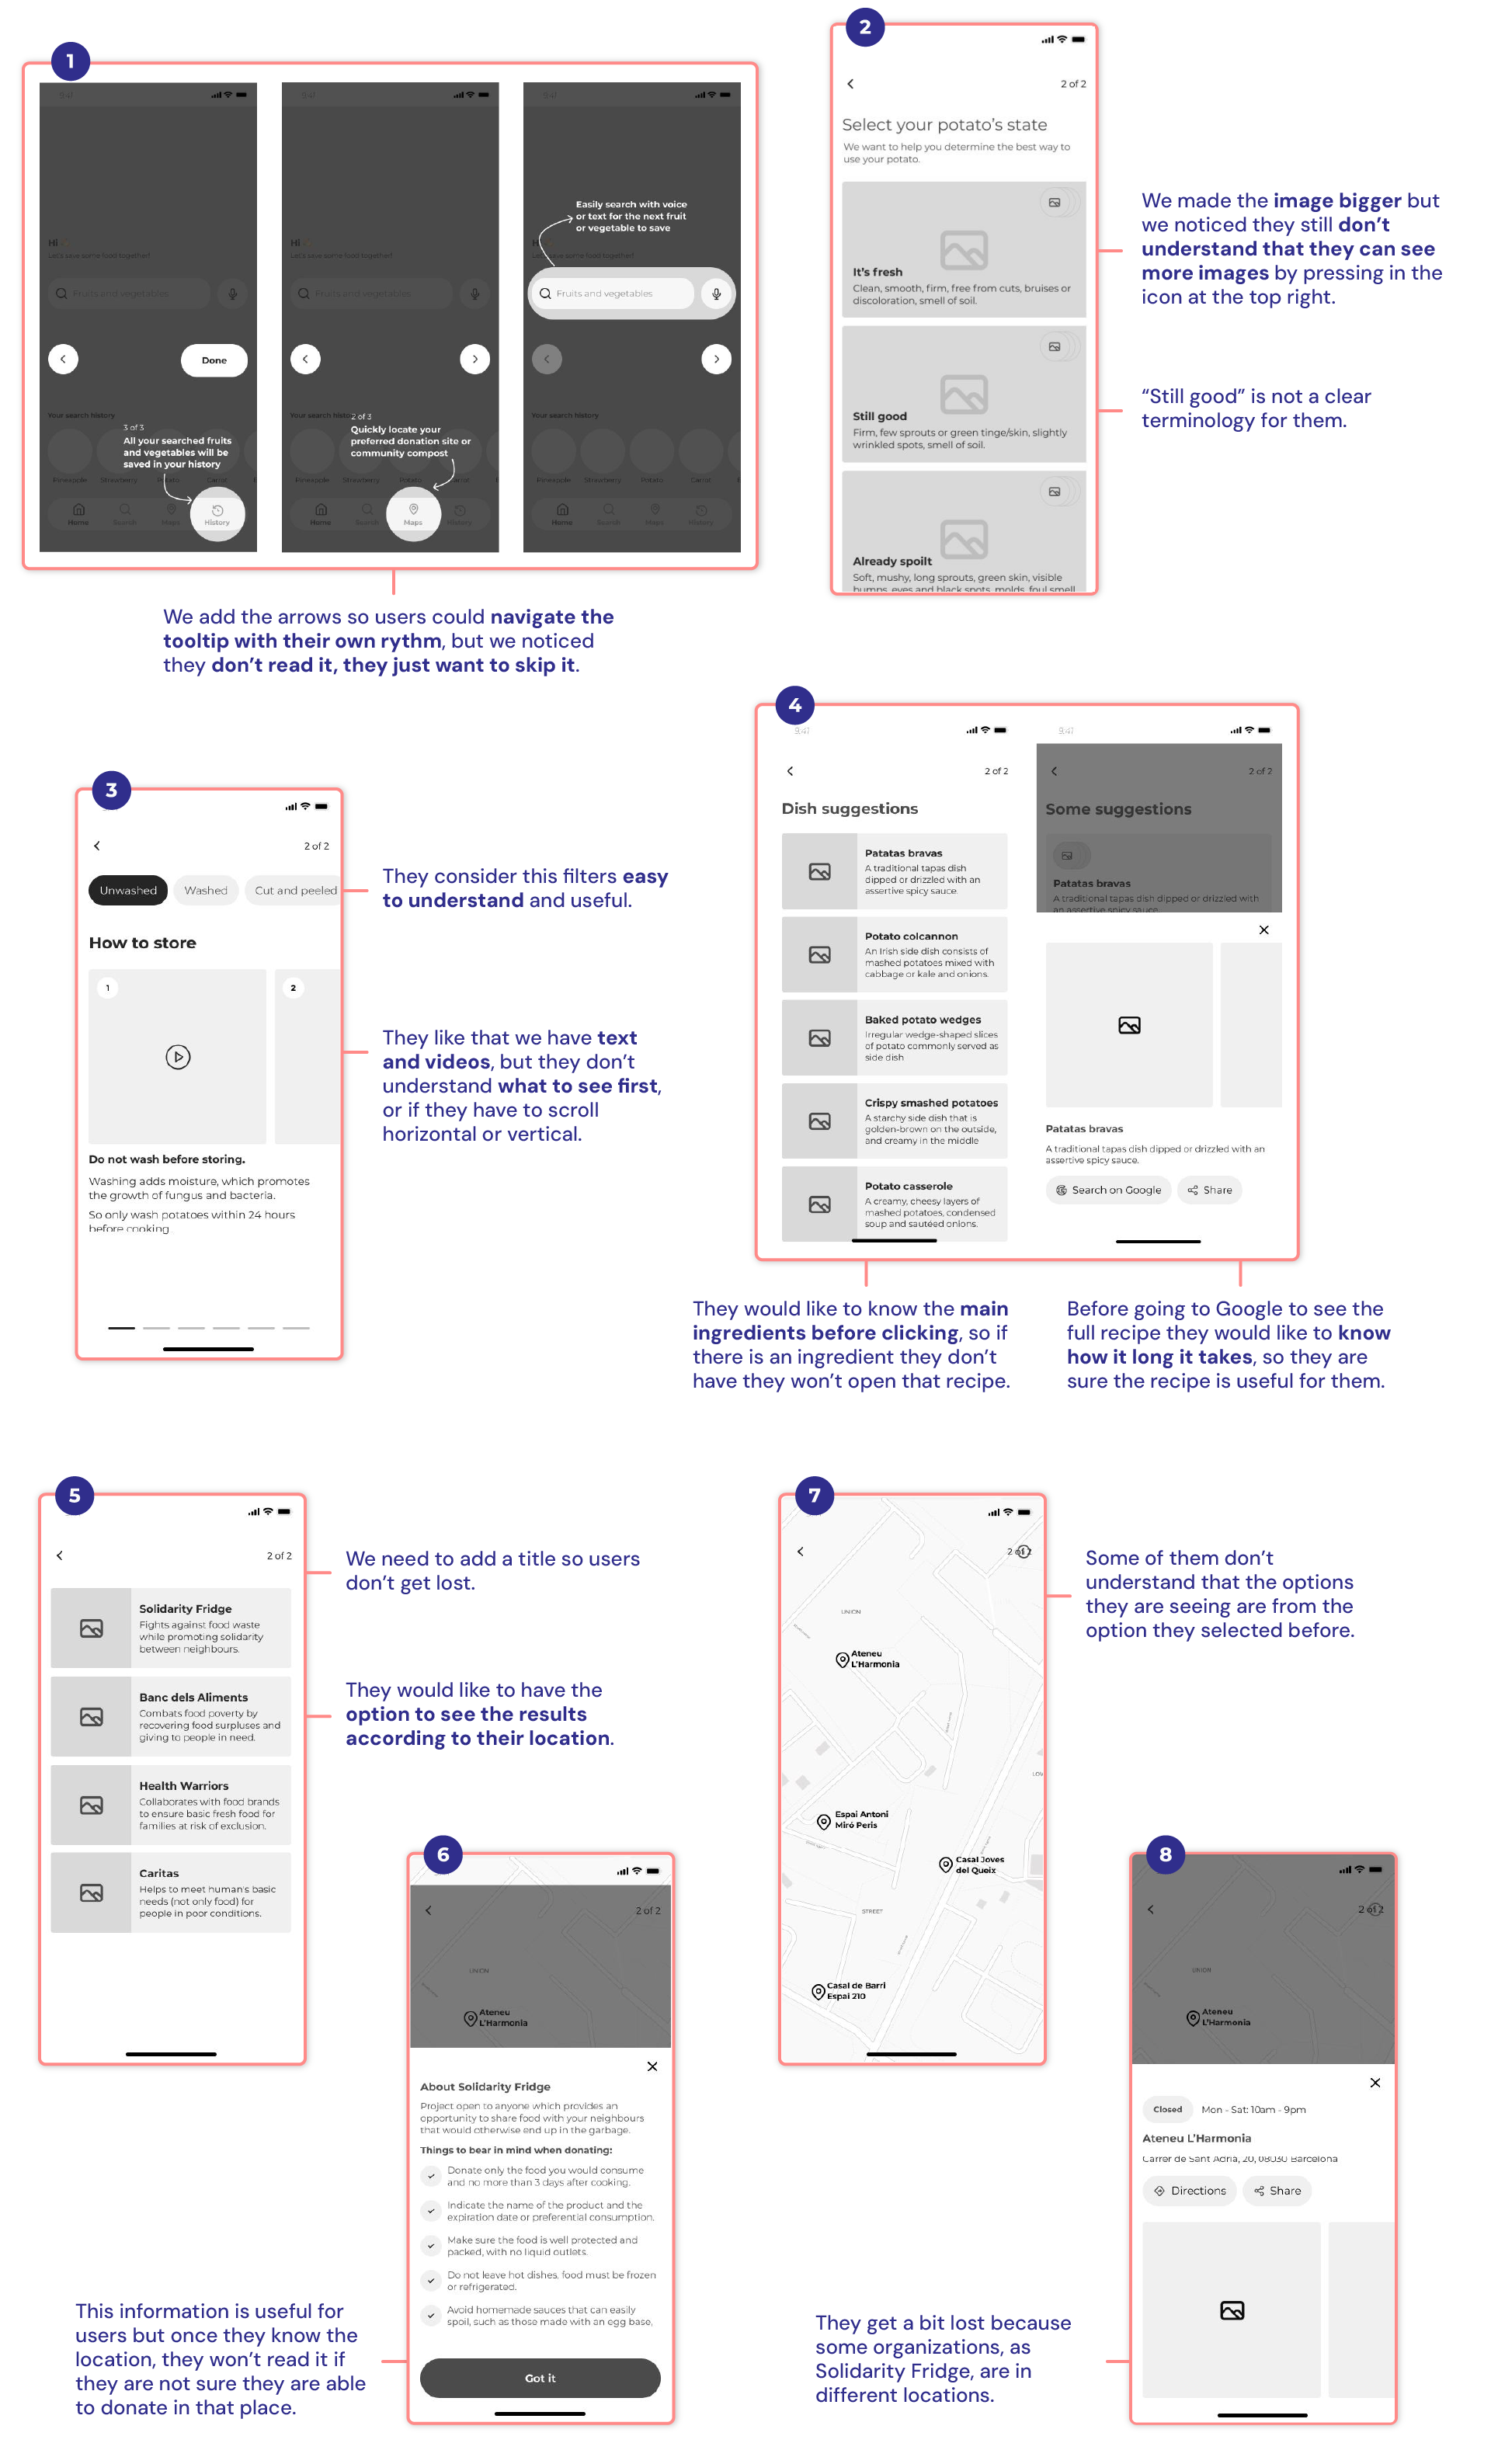 1
9:41
Hi
Let's save some food together!
Fruits and vegetables
Done
Your search history
3 of 3
All your searched fruits
and vegetables will be
saved in your history
Pineapple Strawberry Potato Carrot
Home Search Maps History
9:41
Hi
Let's save some food together!
Fruits and vegetables
Your search history
2 of 3
Quickly locate your
preferred donation site or
community compost
Pineapple Strawberry Potato Carrot
Home Search Maps History
9:41
Easily search with voice
or text for the next fruit
or vegetable to save
Let's save some food together!
Fruits and vegetables
Your search history
Pineapple Strawberry Potato Carrot
Home Search Maps History
We add the arrows so users could navigate the
tooltip with their own rythm, but we noticed
they don't read it, they just want to skip it.
2
2 of 2
Select your potato's state
We want to help you determine the best way to
use your potato.
It's fresh
Clean, smooth, firm, free from cuts, bruises or
discoloration, smell of soil.
Still good
Firm, few sprouts or green tinge/skin, slightly
wrinkled spots, smell of soil.
Already spoilt
Soft, mushy, long sprouts, green skin, visible
bumps, eyes and black spots, molds, foul smell
We made the image bigger but
we noticed they still don't
understand that they can see
more images by pressing in the
icon at the top right.
“Still good” is not a clear
terminology for them.
3
2 of 2
Unwashed Washed Cut and peeled
How to store
1
2
Do not wash before storing.
Washing adds moisture, which promotes
the growth of fungus and bacteria.
So only wash potatoes within 24 hours
before cooking
They consider this filters easy
to understand and useful.
They like that we have text
and videos, but they don't
understand what to see first,
or if they have to scroll
horizontal or vertical.
4
9:41
2 of 2
Dish suggestions
Patatas bravas
A traditional tapas dish
dipped or drizzled with an
assertive spicy sauce.
Potato colcannon
An Irish side dish consists of
mashed potatoes mixed with
cabbage or kale and onions.
Baked potato wedges
Irregular wedge-shaped slices
of potato commonly served as
side dish
Crispy smashed potatoes
A starchy side dish that is
golden-brown on the outside,
and creamy in the middle
Potato casserole
A creamy, cheesy layers of
mashed potatoes, condensed
soup and sautéed onions.
9:41
2 of 2
Some suggestions
Patatas bravas
A traditional tapas dish dipped or drizzled with
an assertive spicy sauce.
Patatas bravas
A traditional tapas dish dipped or drizzled with an
assertive spicy sauce.
Search on Google Share
They would like to know the main
ingredients before clicking, so if
there is an ingredient they don't
have they won't open that recipe.
Before going to Google to see the
full recipe they would like to know
how it long it takes, so they are
sure the recipe is useful for them.
5
2 of 2
Solidarity Fridge
Fights against food waste
while promoting solidarity
between neighbours.
Banc dels Aliments
Combats food poverty by
recovering food surpluses and
giving to people in need.
Health Warriors
Collaborates with food brands
to ensure basic fresh food for
families at risk of exclusion.
Caritas
Helps to meet human's basic
needs (not only food) for
people in poor conditions.
We need to add a title so users
don't get lost.
They would like to have the
option to see the results
according to their location.
6
2 of 2
UNION
Ateneu
L'Harmonia
About Solidarity Fridge
Project open to anyone which provides an
opportunity to share food with your neighbours
that would otherwise end up in the garbage.
Things to bear in mind when donating:
Donate only the food you would consume
and no more than 3 days after cooking.
Indicate the name of the product and the
expiration date or preferential consumption.
Make sure the food is well protected and
packed, with no liquid outlets.
Do not leave hot dishes, food must be frozen
or refrigerated.
Avoid homemade sauces that can easily
spoil, such as those made with an egg base,
Got it
This information is useful for
users but once they know the
location, they won't read it if
they are not sure they are able
to donate in that place.
7
2 of 2
UNION
Ateneu
L'Harmonia
Espai Antoni
Miró Peris
Casal Joves
del Queix
STREET
Casal de Barri
Espai 210
Some of them don't
understand that the options
they are seeing are from the
option they selected before.
8
2 of 2
UNION
Ateneu
L'Harmonia
Closed Mon - Sat: 10am - 9pm
Ateneu L'Harmonia
Carrer de Sant Adrià, 20, 08030 Barcelona
Directions Share
They get a bit lost because
some organizations, as
Solidarity Fridge, are in
different locations.